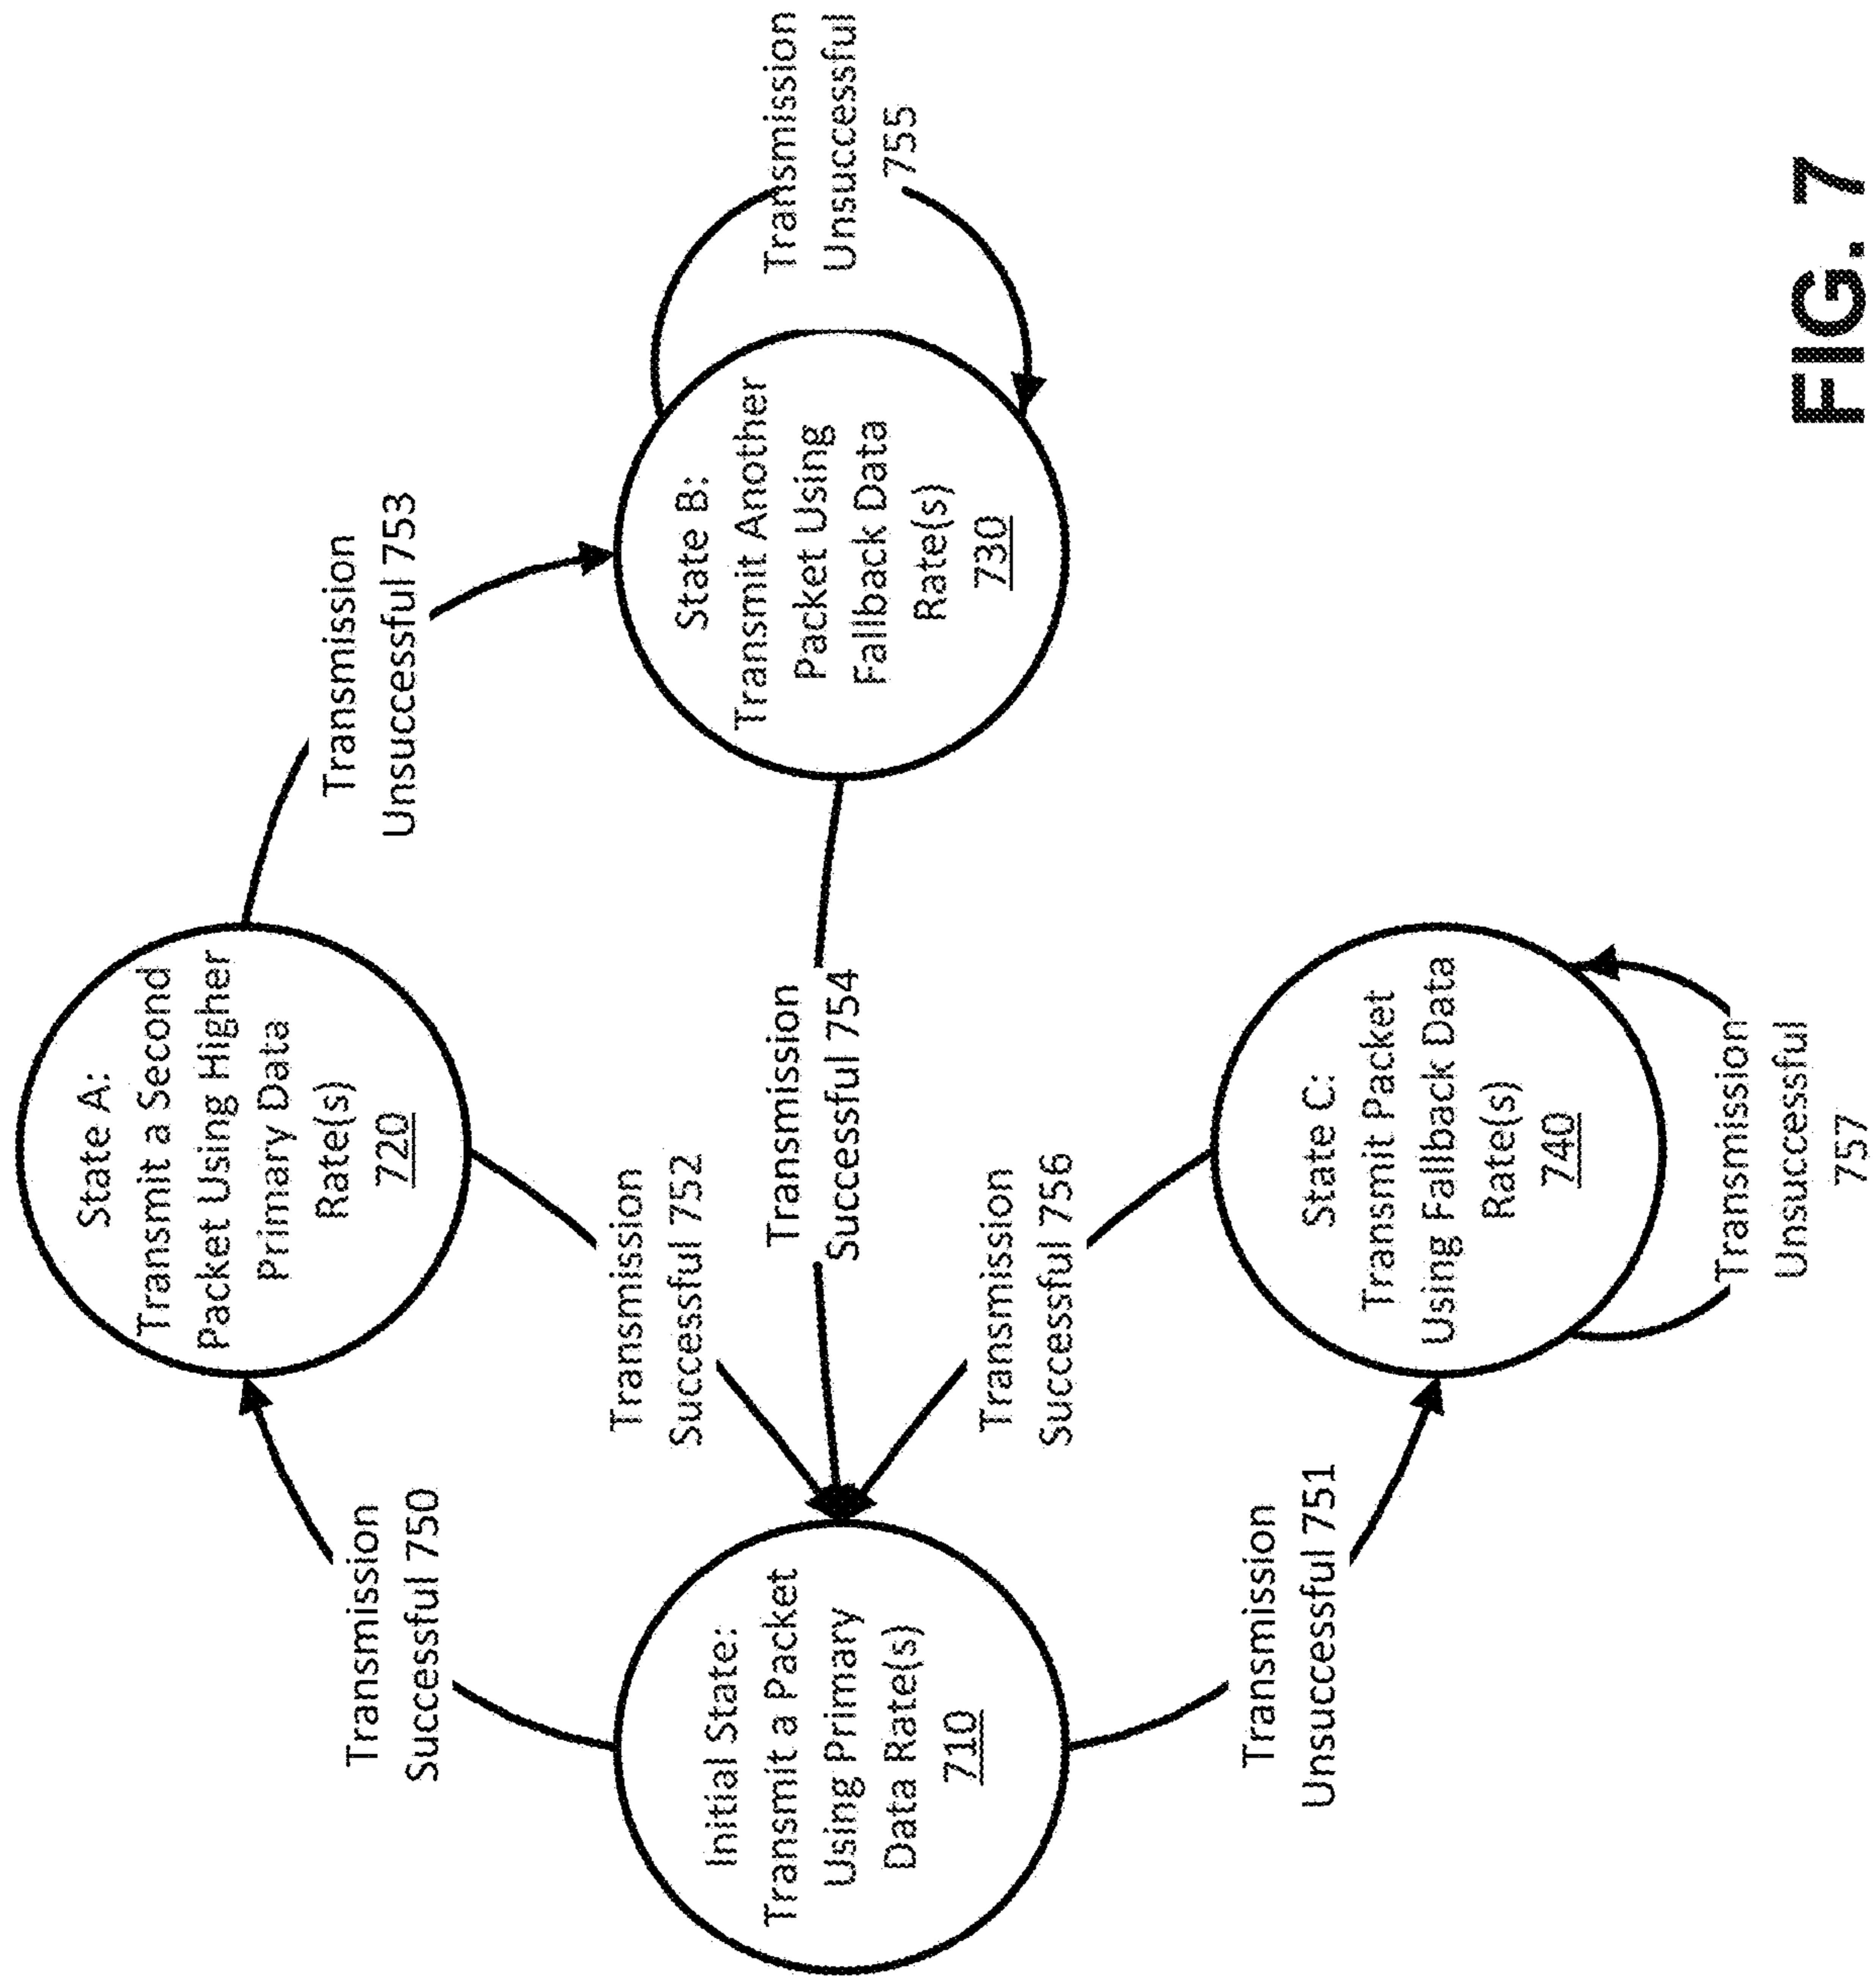 State A:
Transmit a Second
Packet Using Higher
Primary Data
Rate(s)
720
Transmission
Successful 750
Transmission
Unsuccessful 753
Transmission
Successful 752
Initial State:
Transmit a Packet
Using Primary
Data Rate(s)
710
Transmission
Successful 754
State B:
Transmit Another
Packet Using
Fallback Data
Rate(s)
730
Transmission
Unsuccessful
755
Transmission
Successful 756
Transmission
Unsuccessful 751
State C:
Transmit Packet
Using Fallback Data
Rate(s)
740
Transmission
Unsuccessful
757
FIG. 7